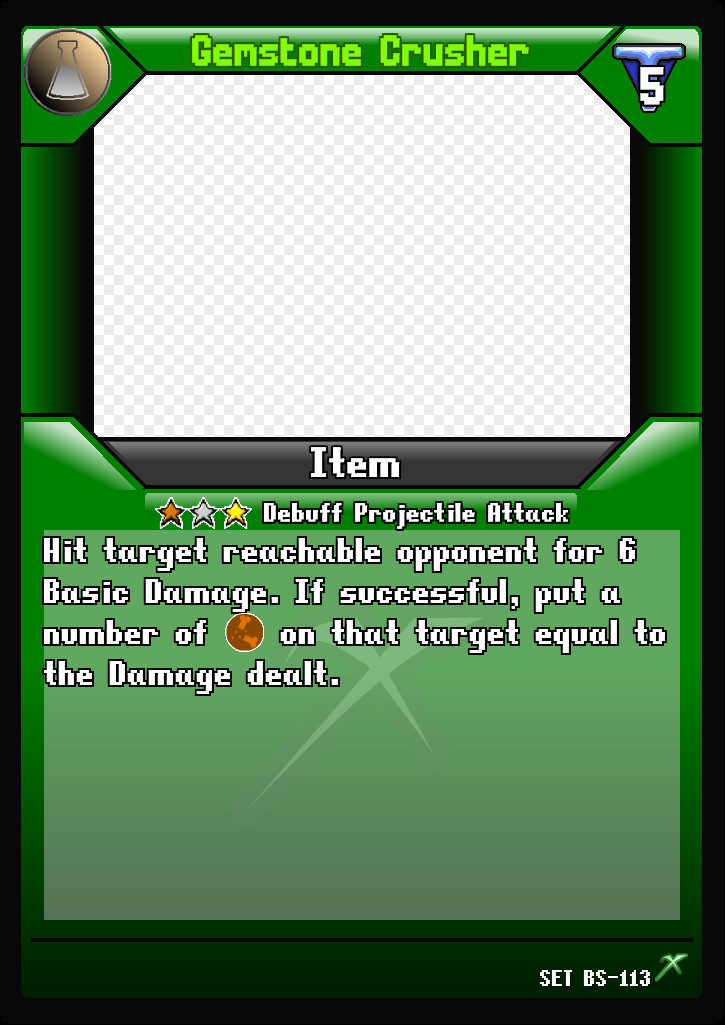 Gemstone Crusher
5
Item
Debuff Projectile Attack
Hit target reachable opponent for 6
Basic Damage. If successful, put a
number of on that target equal to
the Damage dealt.
SET BS-113